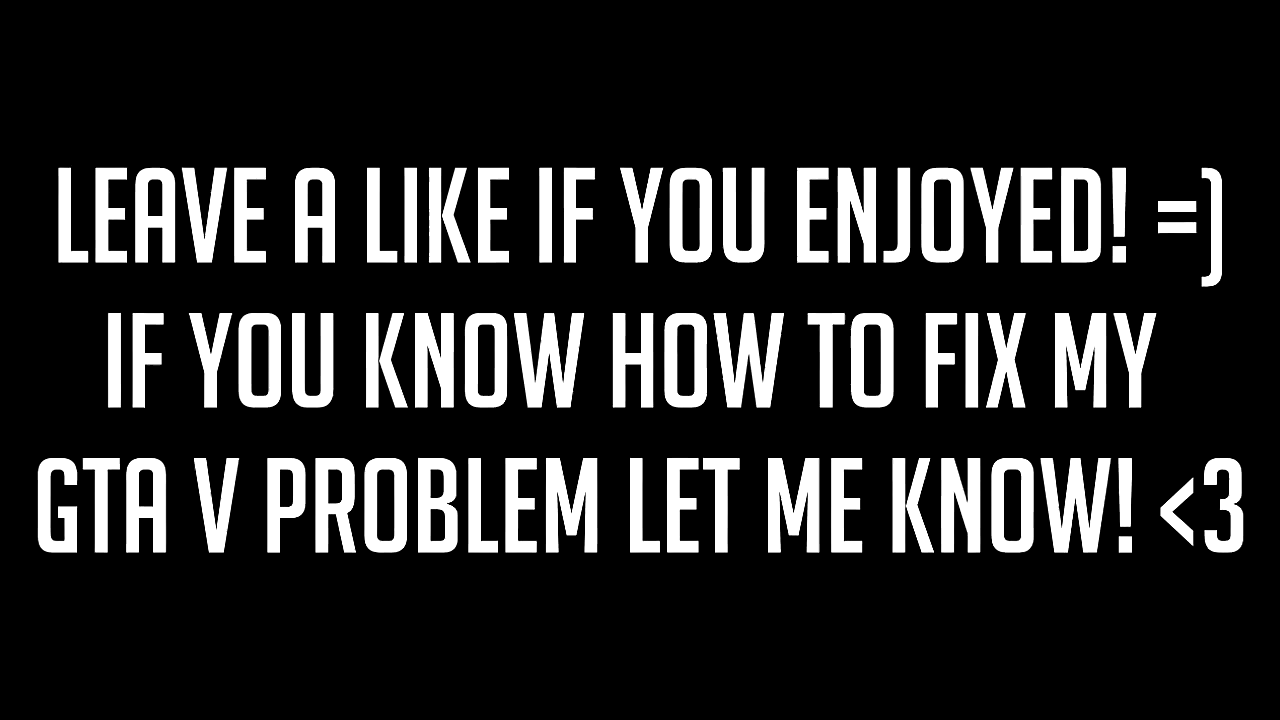 LEAVE A LIKE IF YOU ENJOYED! =)
IF YOU KNOW HOW TO FIX MY
GTA V PROBLEM LET ME KNOW! <3